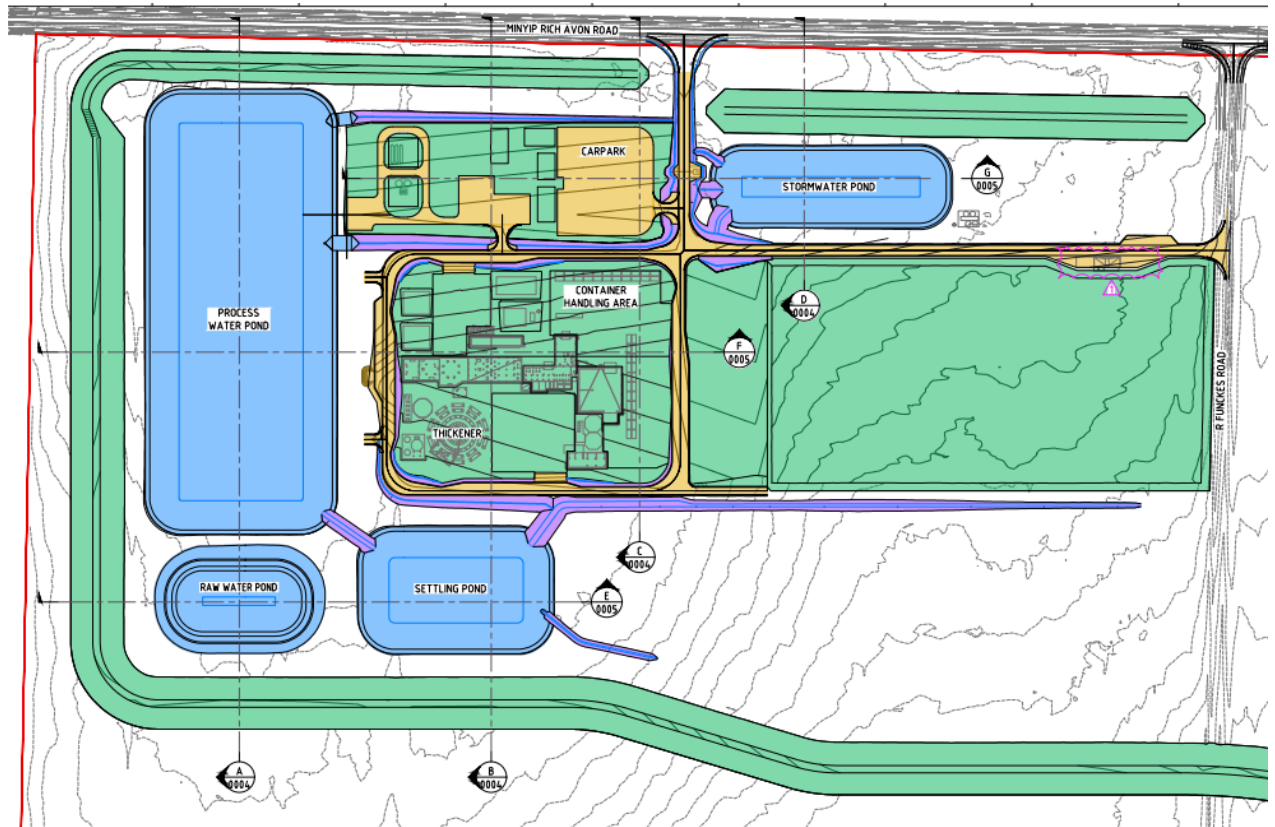 MINYIP RICH AVON ROAD
CARPARK
STORMWATER POND
G
0005
CONTAINER
HANDLING AREA
D
0004
1
PROCESS
WATER POND
F
0005
R FUNCKES ROAD
THICKENER
C
0004
RAW WATER POND
SETTLING POND
E
0005
A
0004
B
0004